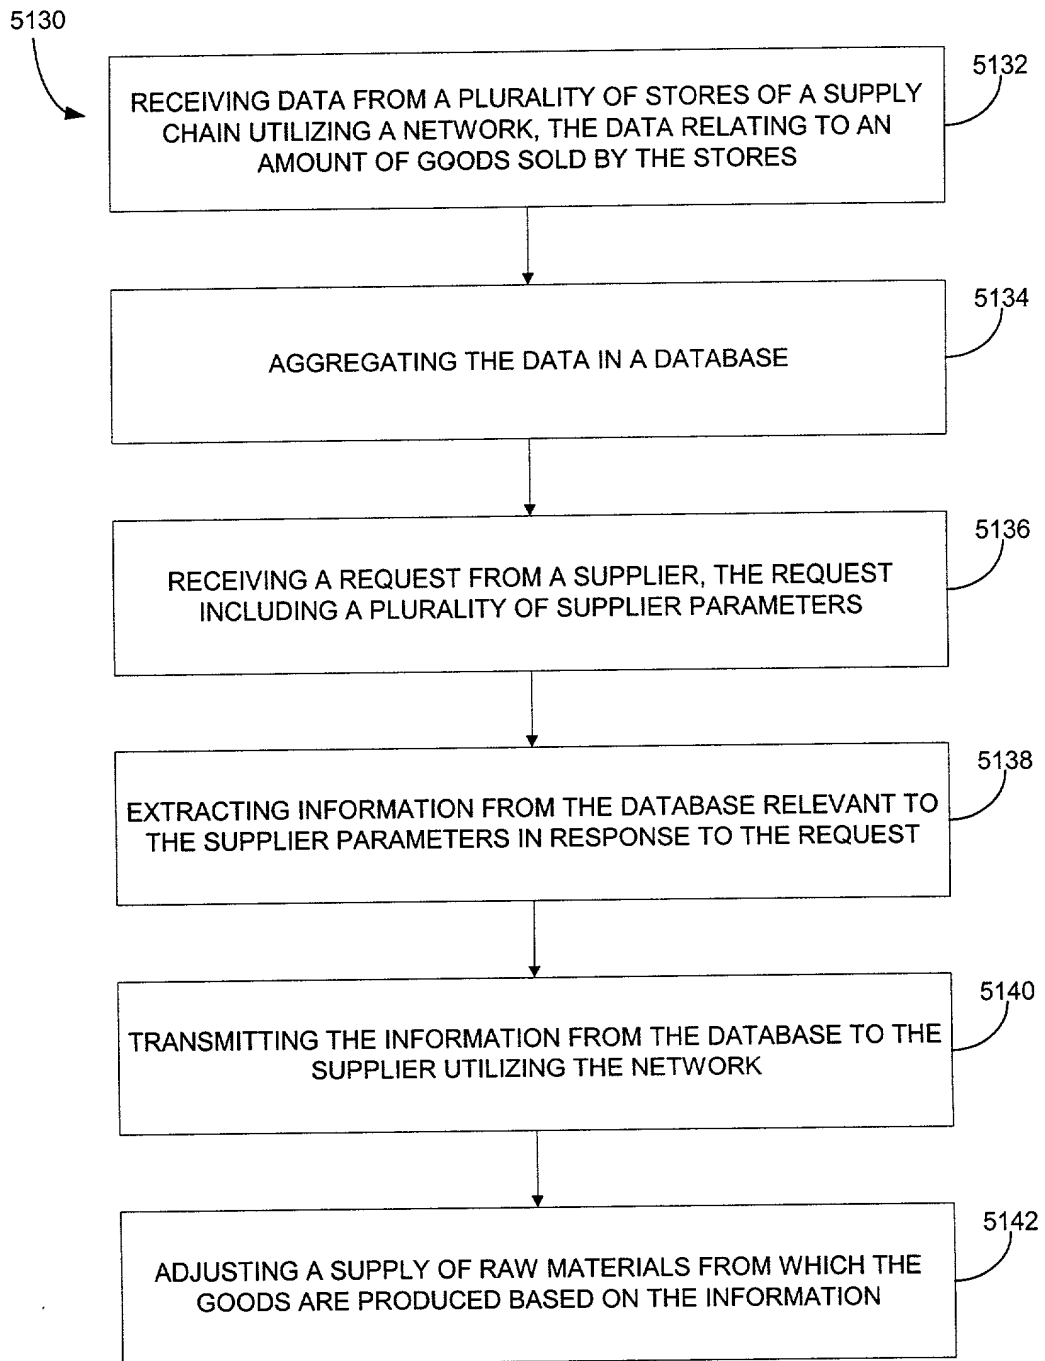 5130
5132
RECEIVING DATA FROM A PLURALITY OF STORES OF A SUPPLY
CHAIN UTILIZING A NETWORK, THE DATA RELATING TO AN
AMOUNT OF GOODS SOLD BY THE STORES
5134
AGGREGATING THE DATA IN A DATABASE
5136
RECEIVING A REQUEST FROM A SUPPLIER, THE REQUEST
INCLUDING A PLURALITY OF SUPPLIER PARAMETERS
5138
EXTRACTING INFORMATION FROM THE DATABASE RELEVANT TO
THE SUPPLIER PARAMETERS IN RESPONSE TO THE REQUEST
5140
TRANSMITTING THE INFORMATION FROM THE DATABASE TO THE
SUPPLIER UTILIZING THE NETWORK
5142
ADJUSTING A SUPPLY OF RAW MATERIALS FROM WHICH THE
GOODS ARE PRODUCED BASED ON THE INFORMATION